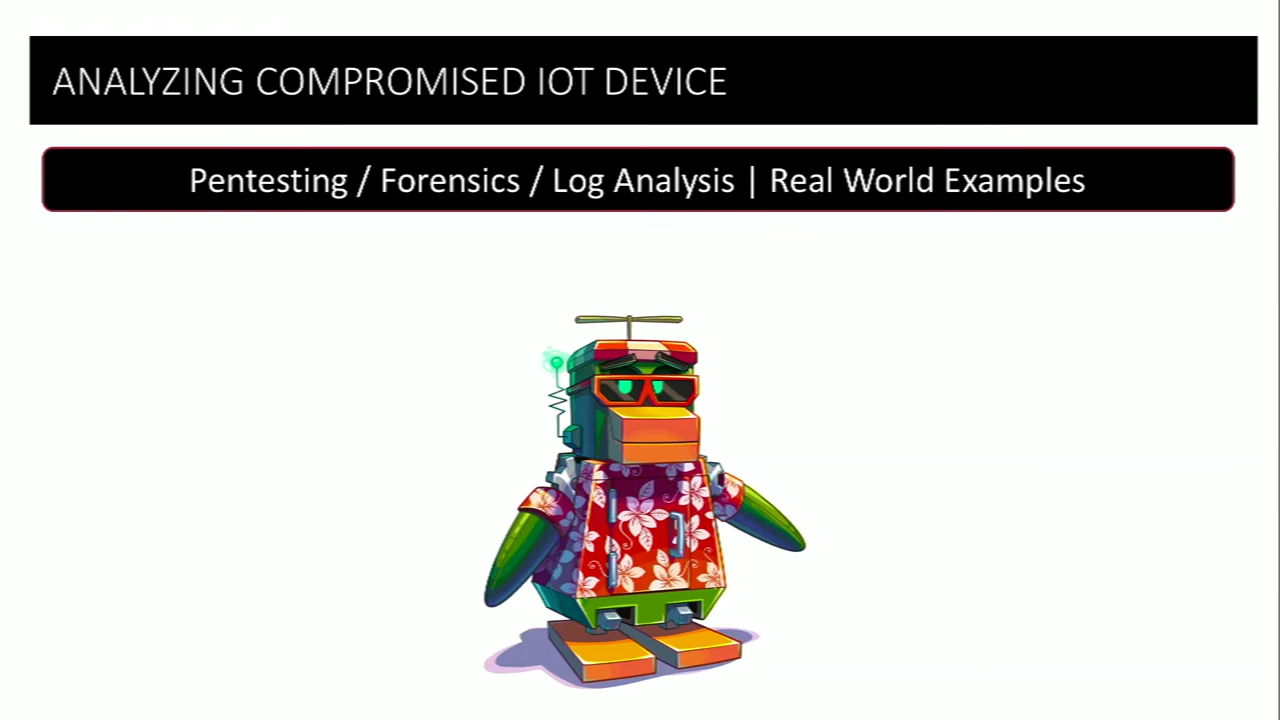 ANALYZING COMPROMISED IOT DEVICE
Pentesting / Forensics / Log Analysis | Real World Examples